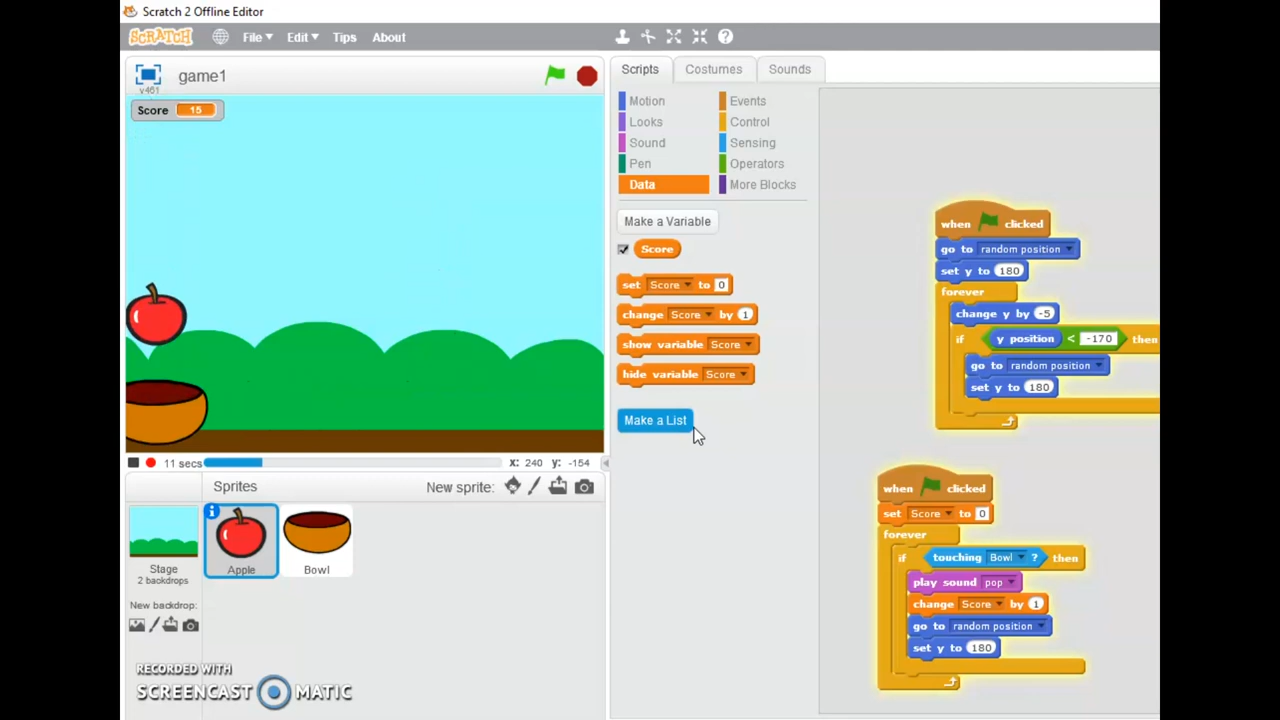 Scratch 2 Offline Editor
SCRATCH File Edit Tips About
v461
game1
Score 15
11 secs
x: 240 y: -154
Sprites
New sprite:
Stage
2 backdrops
New backdrop:
Apple
Bowl
RECORDED WITH
SCREENCAST MATIC
Scripts Costumes Sounds
Motion Events
Looks Control
Sound Sensing
Pen Operators
Data More Blocks
Make a Variable
Score
set Score to 0
change Score by 1
show variable Score
hide variable Score
Make a List
when clicked
go to random position
set y to 180
forever
change y by -5
if y position < -170 then
go to random position
set y to 180
when clicked
set Score to 0
forever
if touching Bowl ? then
play sound pop
change Score by 1
go to random position
set y to 180